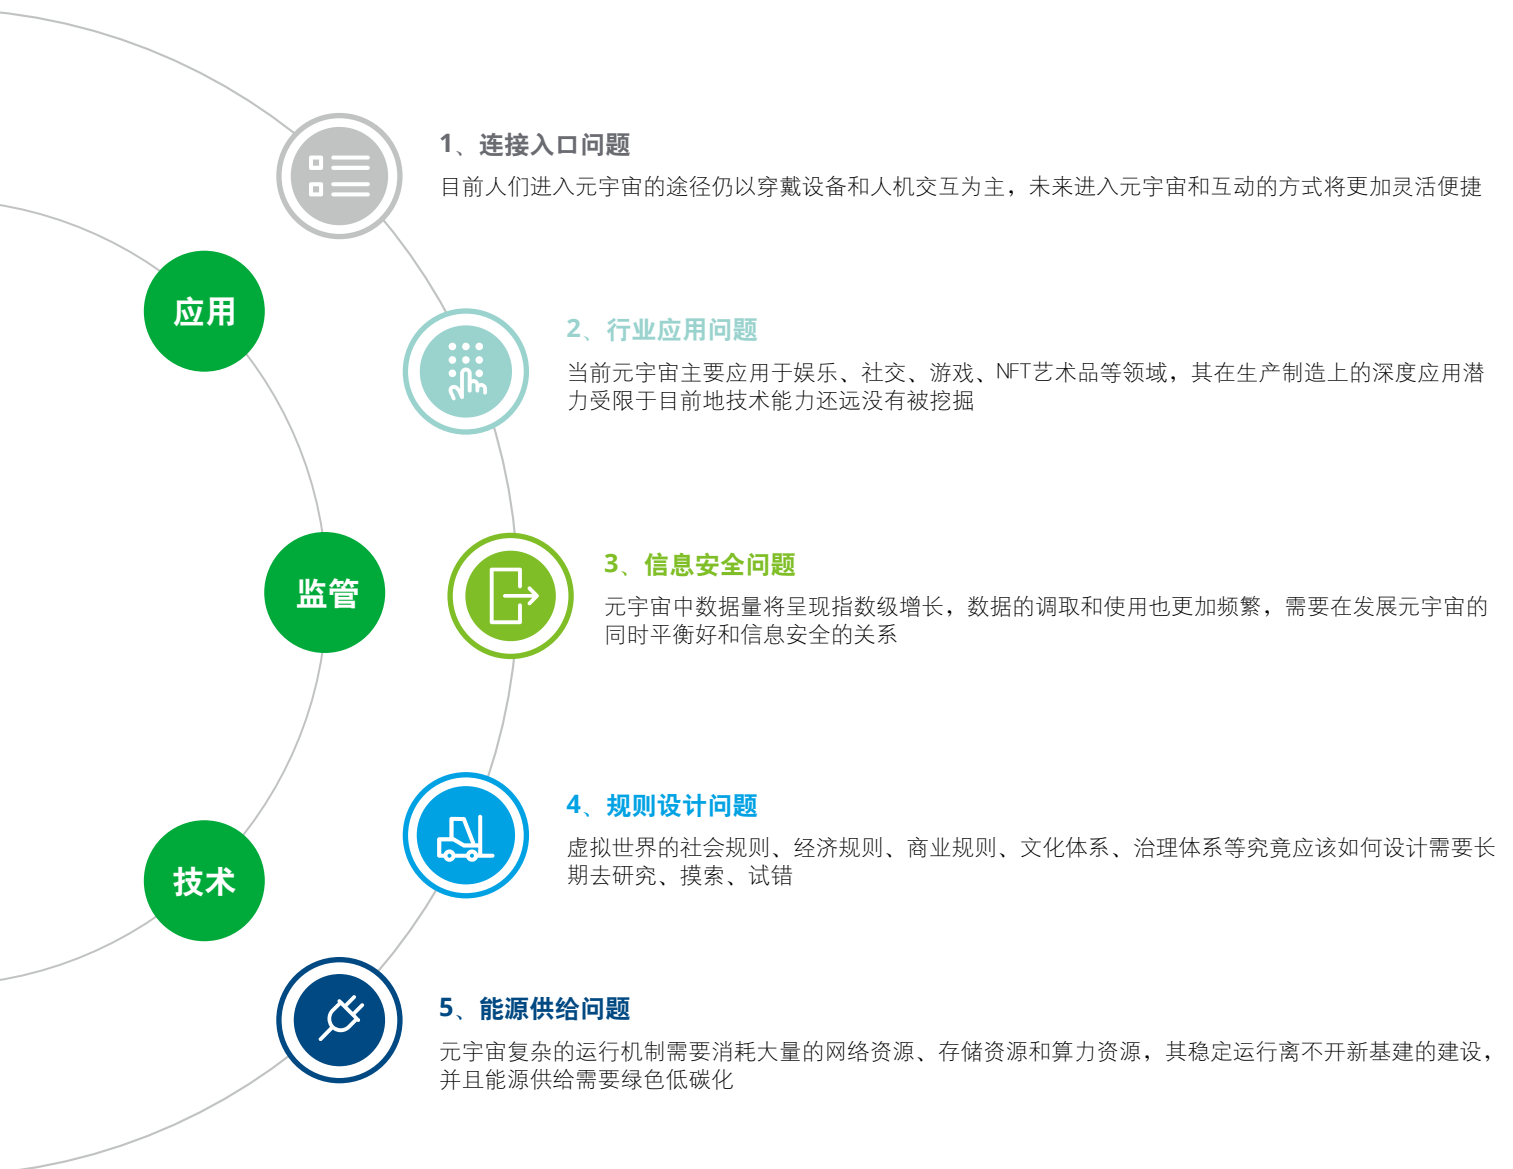 1、连接入口问题
目前人们进入元宇宙的途径仍以穿戴设备和人机交互为主，未来进入元宇宙和互动的方式将更加灵活便捷
应用
2、行业应用问题
当前元宇宙主要应用于娱乐、社交、游戏、NFT艺术品等领域，其在生产制造上的深度应用潜
力受限于目前地技术能力还远没有被挖掘
监管
3、信息安全问题
元宇宙中数据量将呈现指数级增长，数据的调取和使用也更加频繁，需要在发展元宇宙的
同时平衡好和信息安全的关系
4、规则设计问题
虚拟世界的社会规则、经济规则、商业规则、文化体系、治理体系等究竟应该如何设计需要长
期去研究、摸索、试错
技术
5、能源供给问题
元宇宙复杂的运行机制需要消耗大量的网络资源、存储资源和算力资源，其稳定运行离不开新基建的建设，
并且能源供给需要绿色低碳化